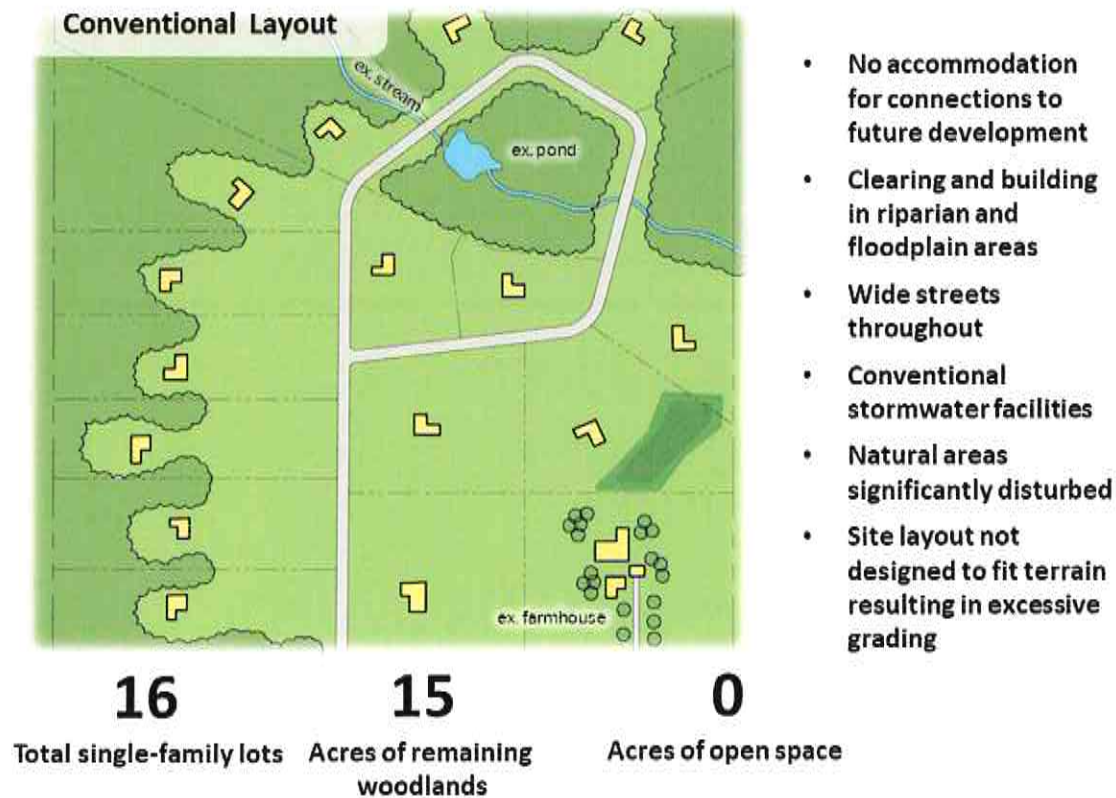 Conventional Layout
ex. stream
ex. pond
ex. farmhouse
• No accommodation
for connections to
future development
• Clearing and building
in riparian and
floodplain areas
• Wide streets
throughout
• Conventional
stormwater facilities
• Natural areas
significantly disturbed
• Site layout not
designed to fit terrain
resulting in excessive
grading
16
Total single-family lots
15
Acres of remaining
woodlands
0
Acres of open space